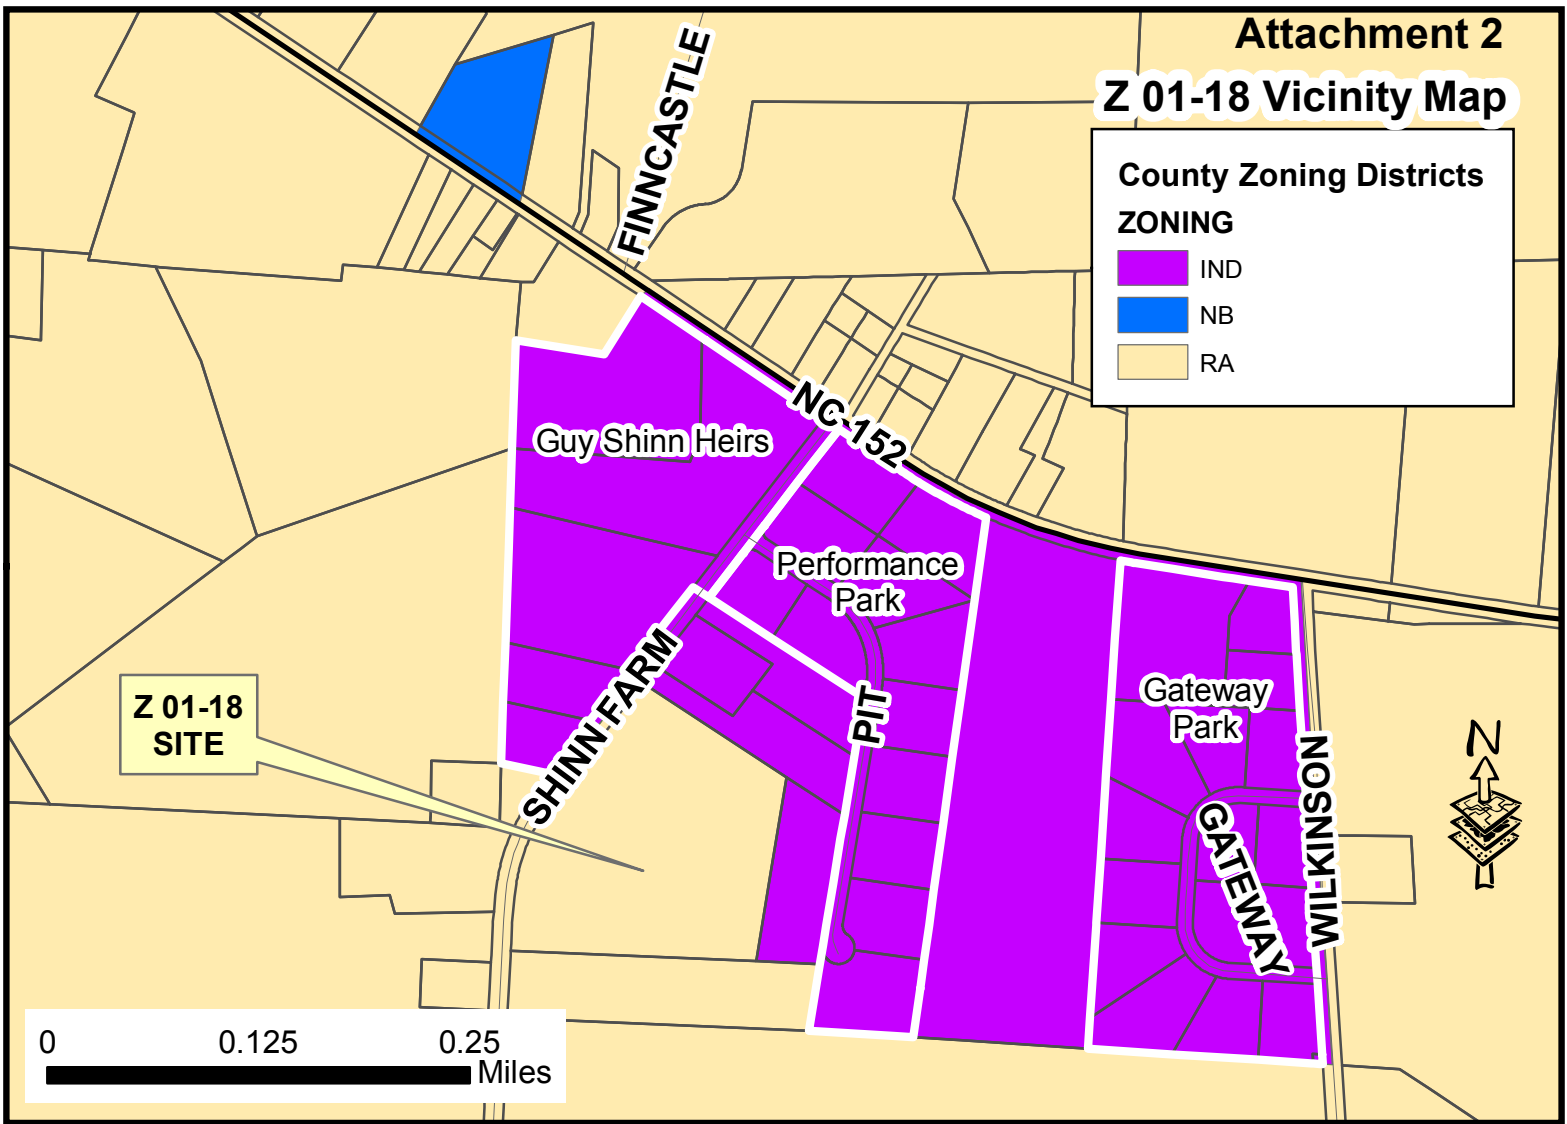 Attachment 2
Z 01-18 Vicinity Map
County Zoning Districts
ZONING
IND
NB
RA
FINNCASTLE
NC-152
Guy Shinn Heirs
Performance
Park
Gateway
Park
SHINN FARM
PIT
GATEWAY
WILKINSON
Z 01-18
SITE
N
0 0.125 0.25
Miles